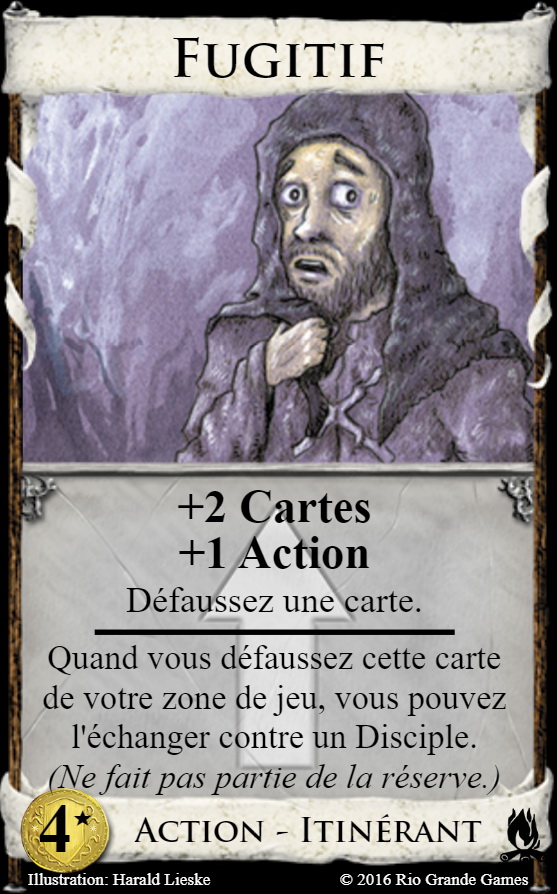 Fugitif
+2 Cartes
+1 Action
Défaussez une carte.
Quand vous défaussez cette carte
de votre zone de jeu, vous pouvez
l'échanger contre un Disciple.
(Ne fait pas partie de la réserve.)
4* Action - Itinérant
Illustration: Harald Lieske © 2016 Rio Grande Games